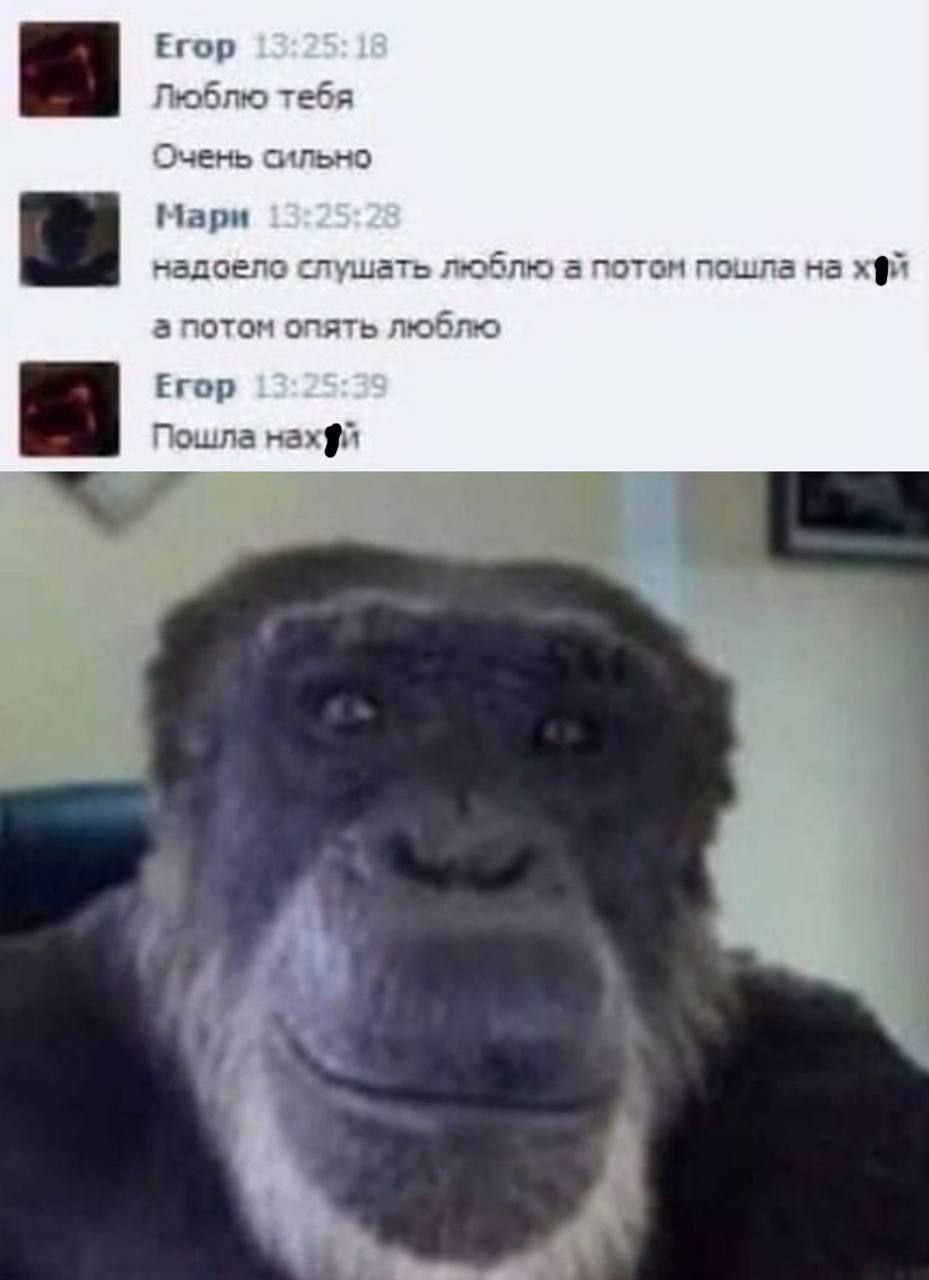 Егор 13:25:18
Люблю тебя
Очень сильно
Мари 13:25:28
надоело слушать люблю а потом пошла на х й
а потом опять люблю
Егор 13:25:39
Пошла нах й